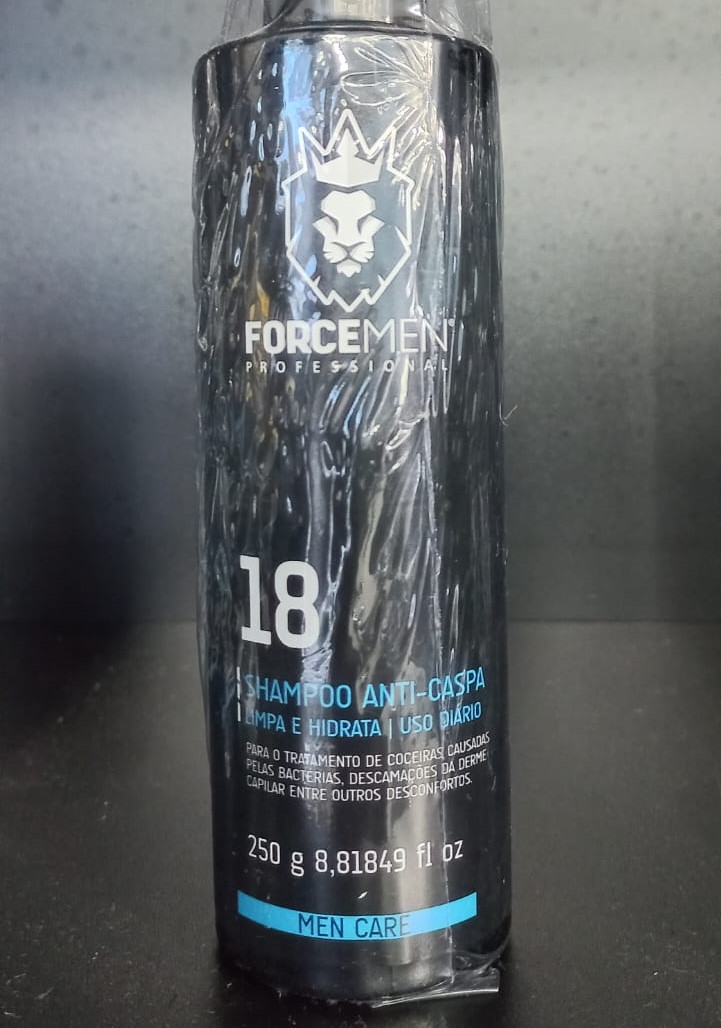 FORCEMEN®
PROFESSIONAL
18
SHAMPOO ANTI-CASPA
LIMPA E HIDRATA | USO DIÁRIO
PARA O TRATAMENTO DE COCEIRAS CAUSADAS
PELAS BACTÉRIAS, DESCAMAÇÕES DA DERME
CAPILAR ENTRE OUTROS DESCONFORTOS.
250 g 8,81849 fl oz
MEN CARE